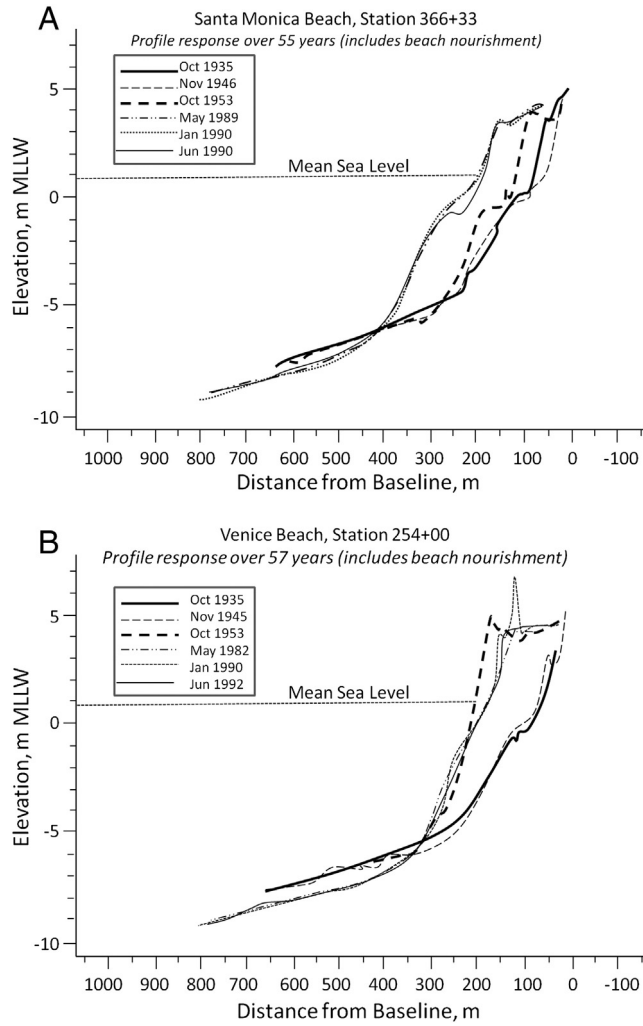 A
Santa Monica Beach, Station 366+33
Profile response over 55 years (includes beach nourishment)
Oct 1935
Nov 1946
Oct 1953
May 1989
Jan 1990
Jun 1990
Mean Sea Level
5
0
-5
-10
Elevation, m MLLW
1000 900 800 700 600 500 400 300 200 100 0 -100
Distance from Baseline, m
B
Venice Beach, Station 254+00
Profile response over 57 years (includes beach nourishment)
Oct 1935
Nov 1945
Oct 1953
May 1982
Jan 1990
Jun 1992
Mean Sea Level
5
0
-5
-10
Elevation, m MLLW
1000 900 800 700 600 500 400 300 200 100 0 -100
Distance from Baseline, m